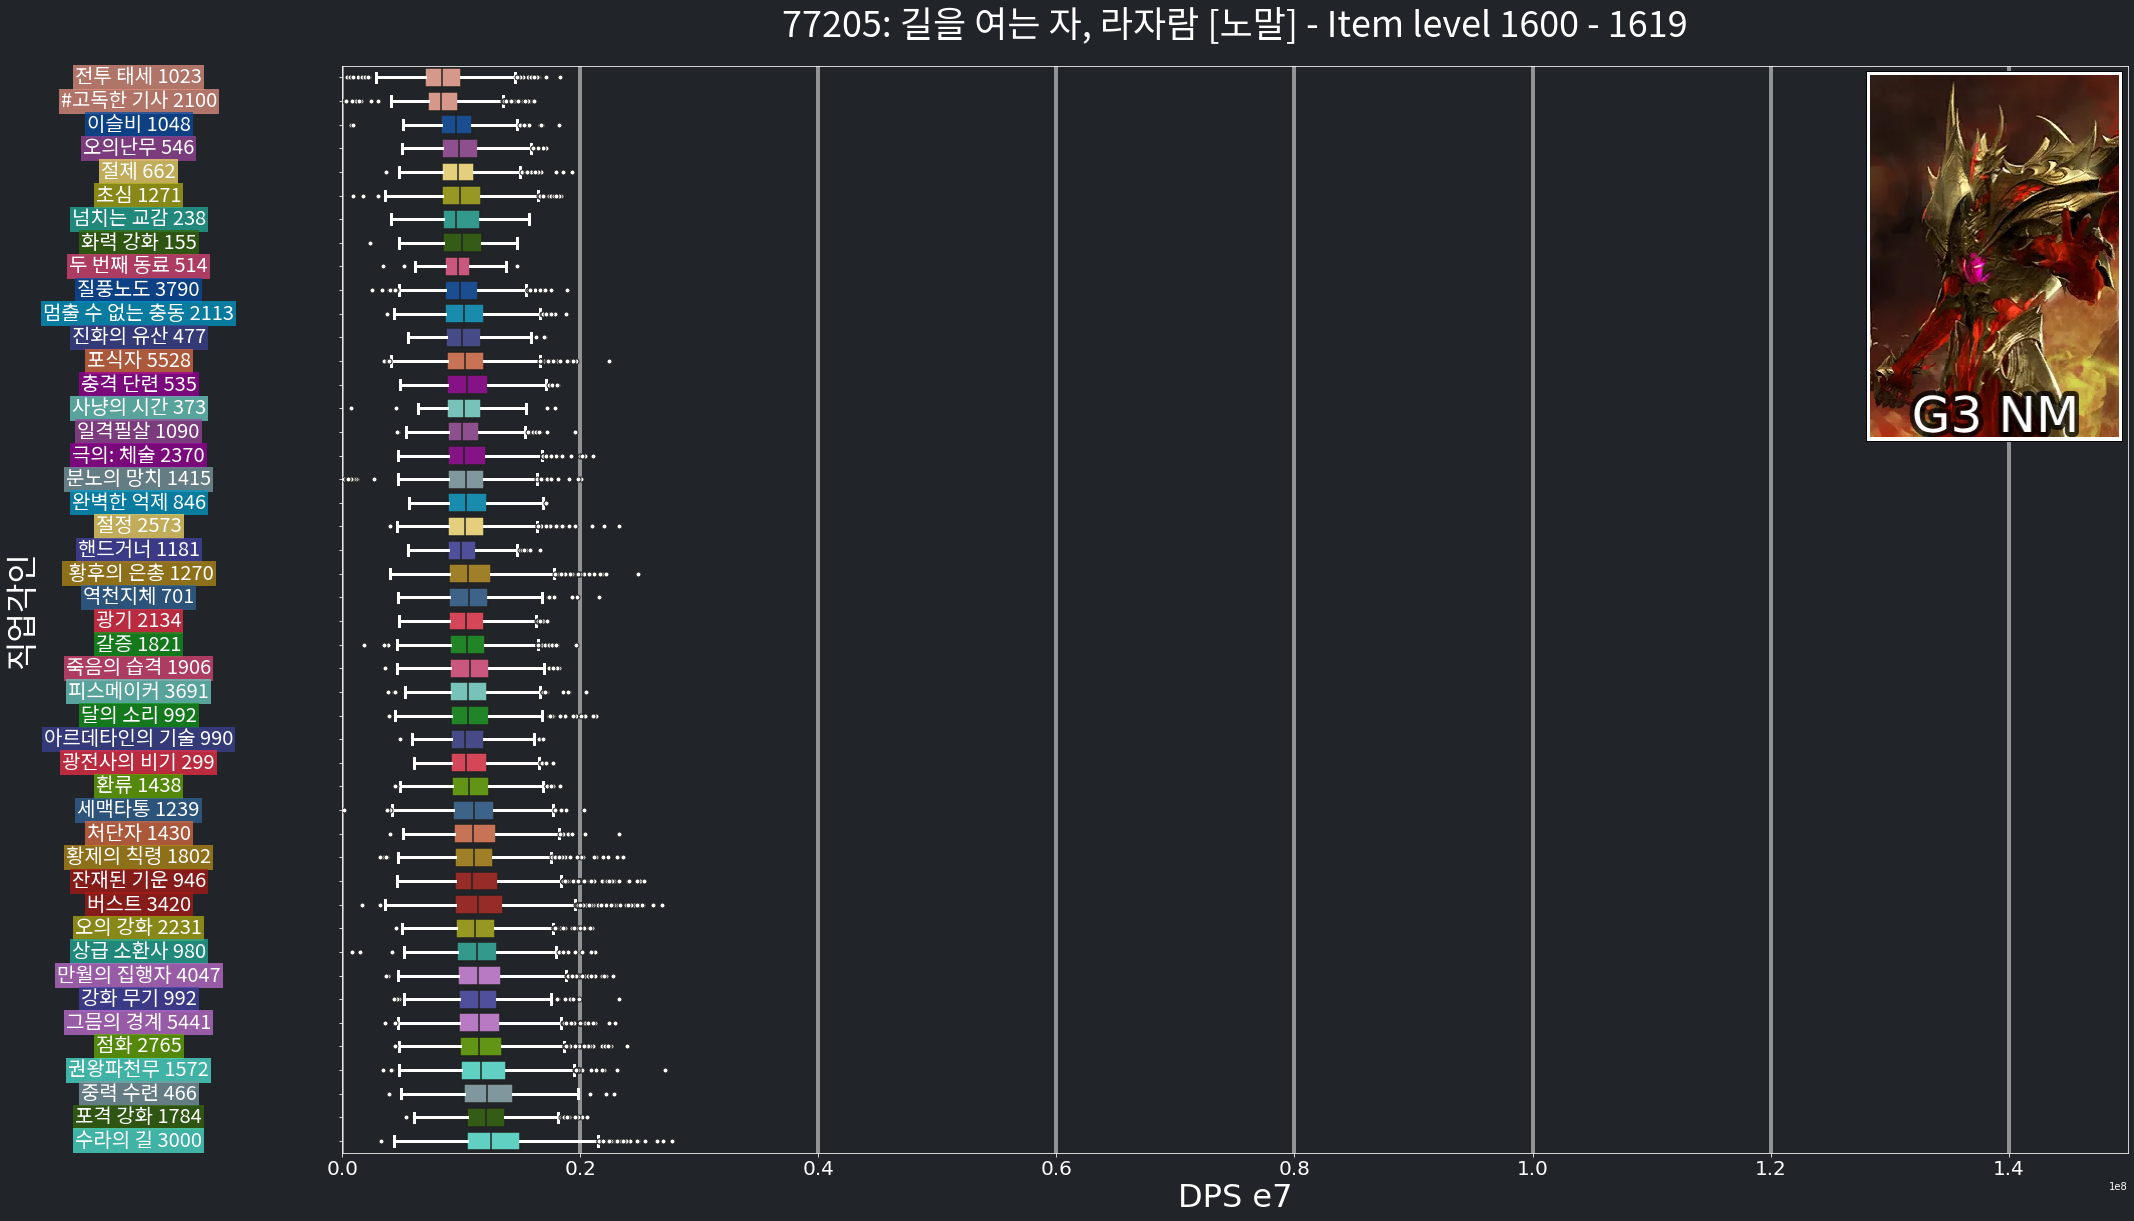 77205: 길을 여는 자, 라자람 [노말] - Item level 1600 - 1619
전투 태세 1023
#고독한 기사 2100
이슬비 1048
오의난무 546
절제 662
초심 1271
넘치는 교감 238
화력 강화 155
두 번째 동료 514
질풍노도 3790
멈출 수 없는 충동 2113
진화의 유산 477
포식자 5528
충격 단련 535
사냥의 시간 373
일격필살 1090
극의: 체술 2370
분노의 망치 1415
완벽한 억제 846
절정 2573
핸드거너 1181
황후의 은총 1270
역천지체 701
광기 2134
갈증 1821
죽음의 습격 1906
피스메이커 3691
달의 소리 992
아르데타인의 기술 990
광전사의 비기 299
환류 1438
세맥타통 1239
처단자 1430
황제의 칙령 1802
잔재된 기운 946
버스트 3420
오의 강화 2231
상급 소환사 980
만월의 집행자 4047
강화 무기 992
그믐의 경계 5441
점화 2765
권왕파천무 1572
중력 수련 466
포격 강화 1784
수라의 길 3000
직업각인
G3 NM
0.0 0.2 0.4 0.6 0.8 1.0 1.2 1.4
DPS e7
1e8